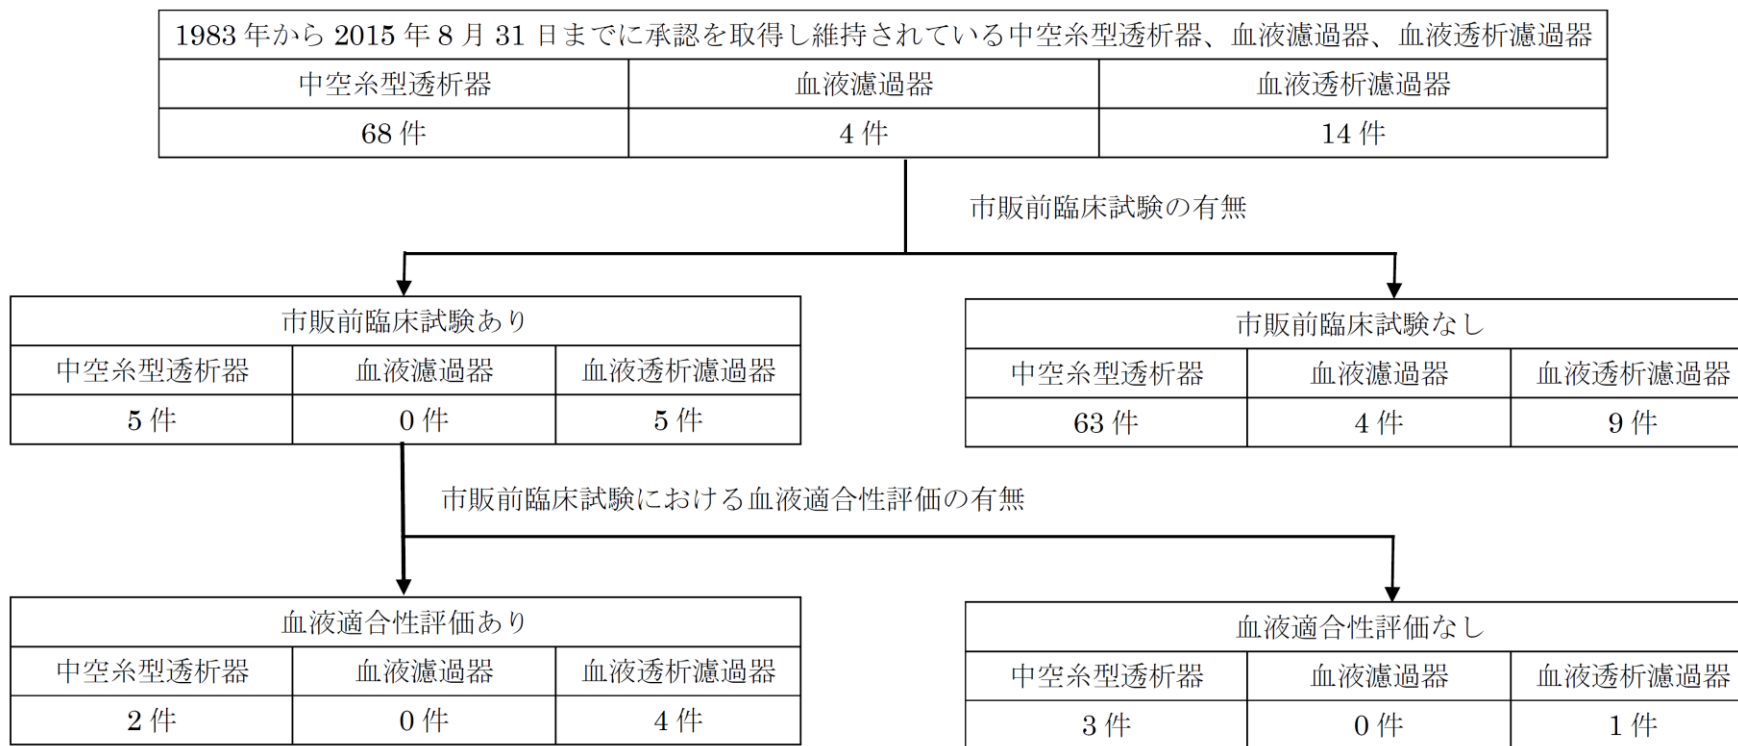 1983年から2015年8月31日までに承認を取得し維持されている中空糸型透析器、血液濾過器、血液透析濾過器
中空糸型透析器 血液濾過器 血液透析濾過器
68件 4件 14件
市販前臨床試験の有無
市販前臨床試験あり
中空糸型透析器 血液濾過器 血液透析濾過器
5件 0件 5件
市販前臨床試験なし
中空糸型透析器 血液濾過器 血液透析濾過器
63件 4件 9件
市販前臨床試験における血液適合性評価の有無
血液適合性評価あり
中空糸型透析器 血液濾過器 血液透析濾過器
2件 0件 4件
血液適合性評価なし
中空糸型透析器 血液濾過器 血液透析濾過器
3件 0件 1件